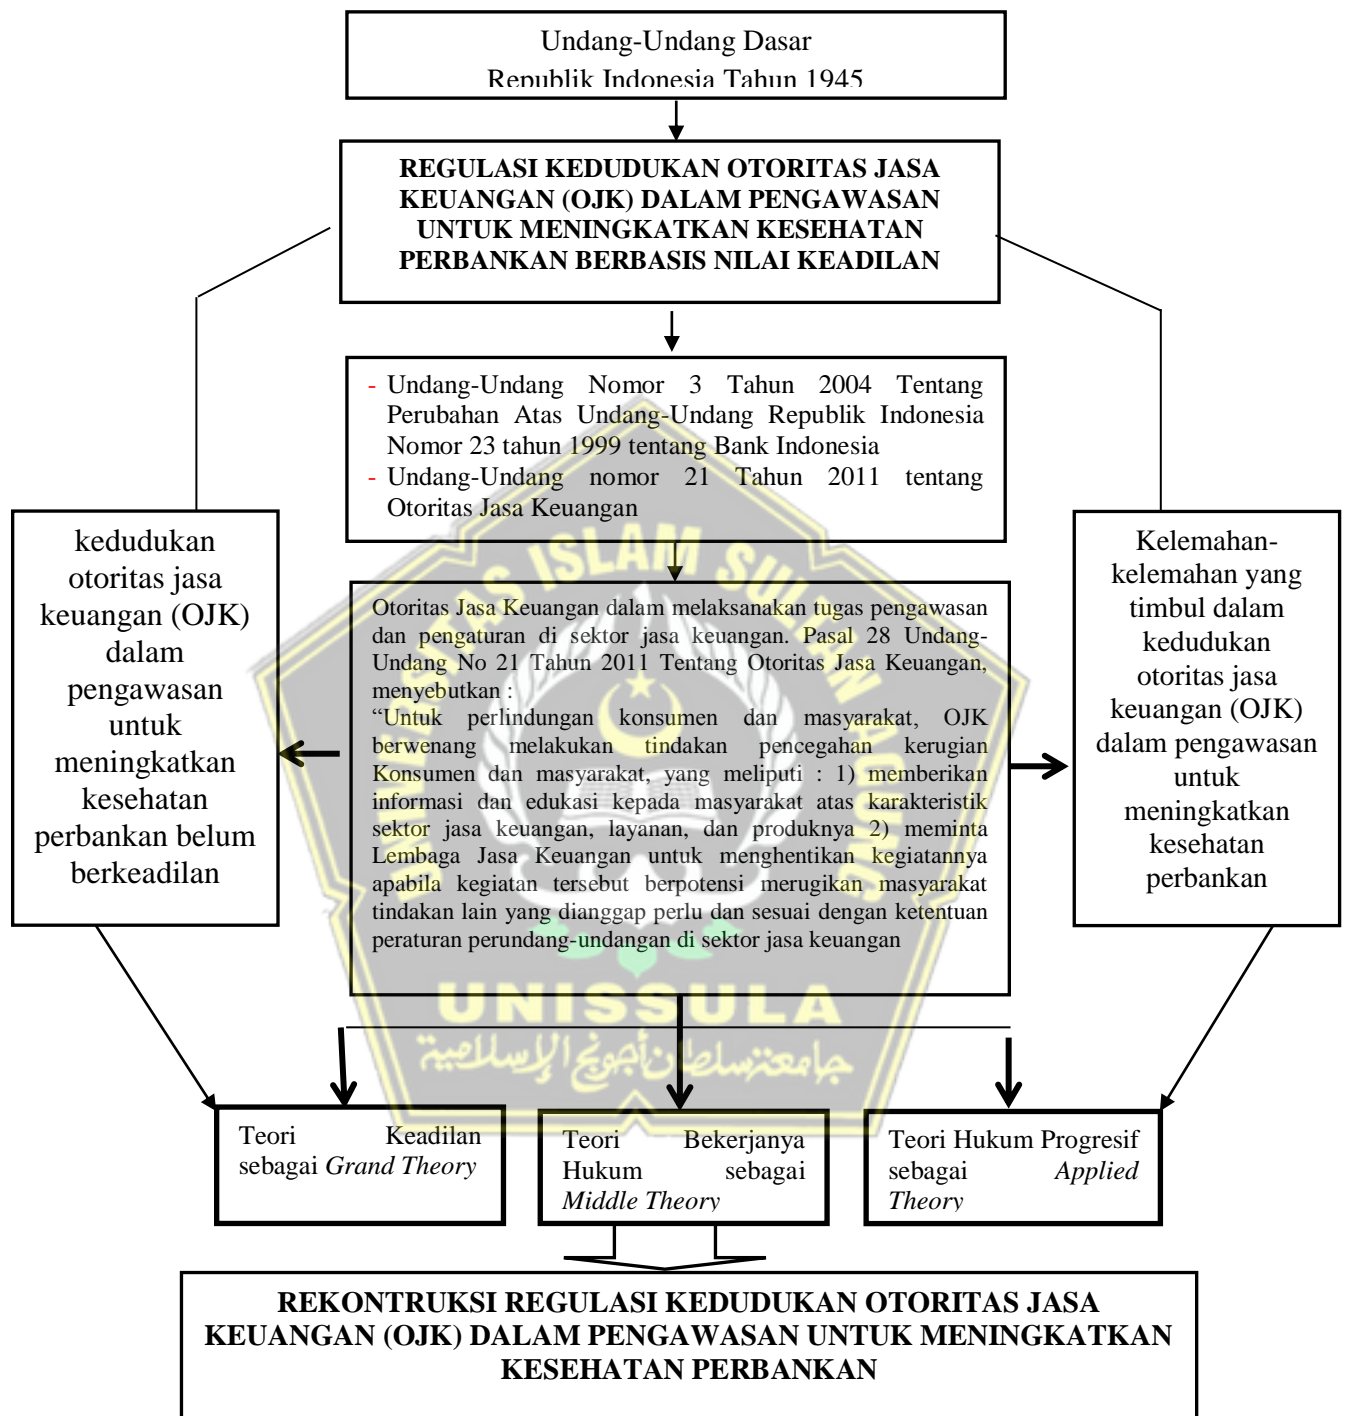 Undang-Undang Dasar
Republik Indonesia Tahun 1945
REGULASI KEDUDUKAN OTORITAS JASA
KEUANGAN (OJK) DALAM PENGAWASAN
UNTUK MENINGKATKAN KESEHATAN
PERBANKAN BERBASIS NILAI KEADILAN
- Undang-Undang Nomor 3 Tahun 2004 Tentang
Perubahan Atas Undang-Undang Republik Indonesia
Nomor 23 tahun 1999 tentang Bank Indonesia
- Undang-Undang nomor 21 Tahun 2011 tentang
Otoritas Jasa Keuangan
kedudukan
otoritas jasa
keuangan (OJK)
dalam
pengawasan
untuk
meningkatkan
kesehatan
perbankan belum
berkeadilan
Otoritas Jasa Keuangan dalam melaksanakan tugas pengawasan
dan pengaturan di sektor jasa keuangan. Pasal 28 Undang-
Undang No 21 Tahun 2011 Tentang Otoritas Jasa Keuangan,
menyebutkan :
“Untuk perlindungan konsumen dan masyarakat, OJK
berwenang melakukan tindakan pencegahan kerugian
Konsumen dan masyarakat, yang meliputi : 1) memberikan
informasi dan edukasi kepada masyarakat atas karakteristik
sektor jasa keuangan, layanan, dan produknya 2) meminta
Lembaga Jasa Keuangan untuk menghentikan kegiatannya
apabila kegiatan tersebut berpotensi merugikan masyarakat
tindakan lain yang dianggap perlu dan sesuai dengan ketentuan
peraturan perundang-undangan di sektor jasa keuangan
Kelemahan-
kelemahan yang
timbul dalam
kedudukan
otoritas jasa
keuangan (OJK)
dalam pengawasan
untuk
meningkatkan
kesehatan
perbankan
UNIVERSITAS ISLAM SULTAN AGUNG
UNISSULA
جامعة سلطان أجونج الإسلامية
Teori Keadilan
sebagai Grand Theory
Teori Bekerjanya
Hukum sebagai
Middle Theory
Teori Hukum Progresif
sebagai Applied
Theory
REKONTRUKSI REGULASI KEDUDUKAN OTORITAS JASA
KEUANGAN (OJK) DALAM PENGAWASAN UNTUK MENINGKATKAN
KESEHATAN PERBANKAN